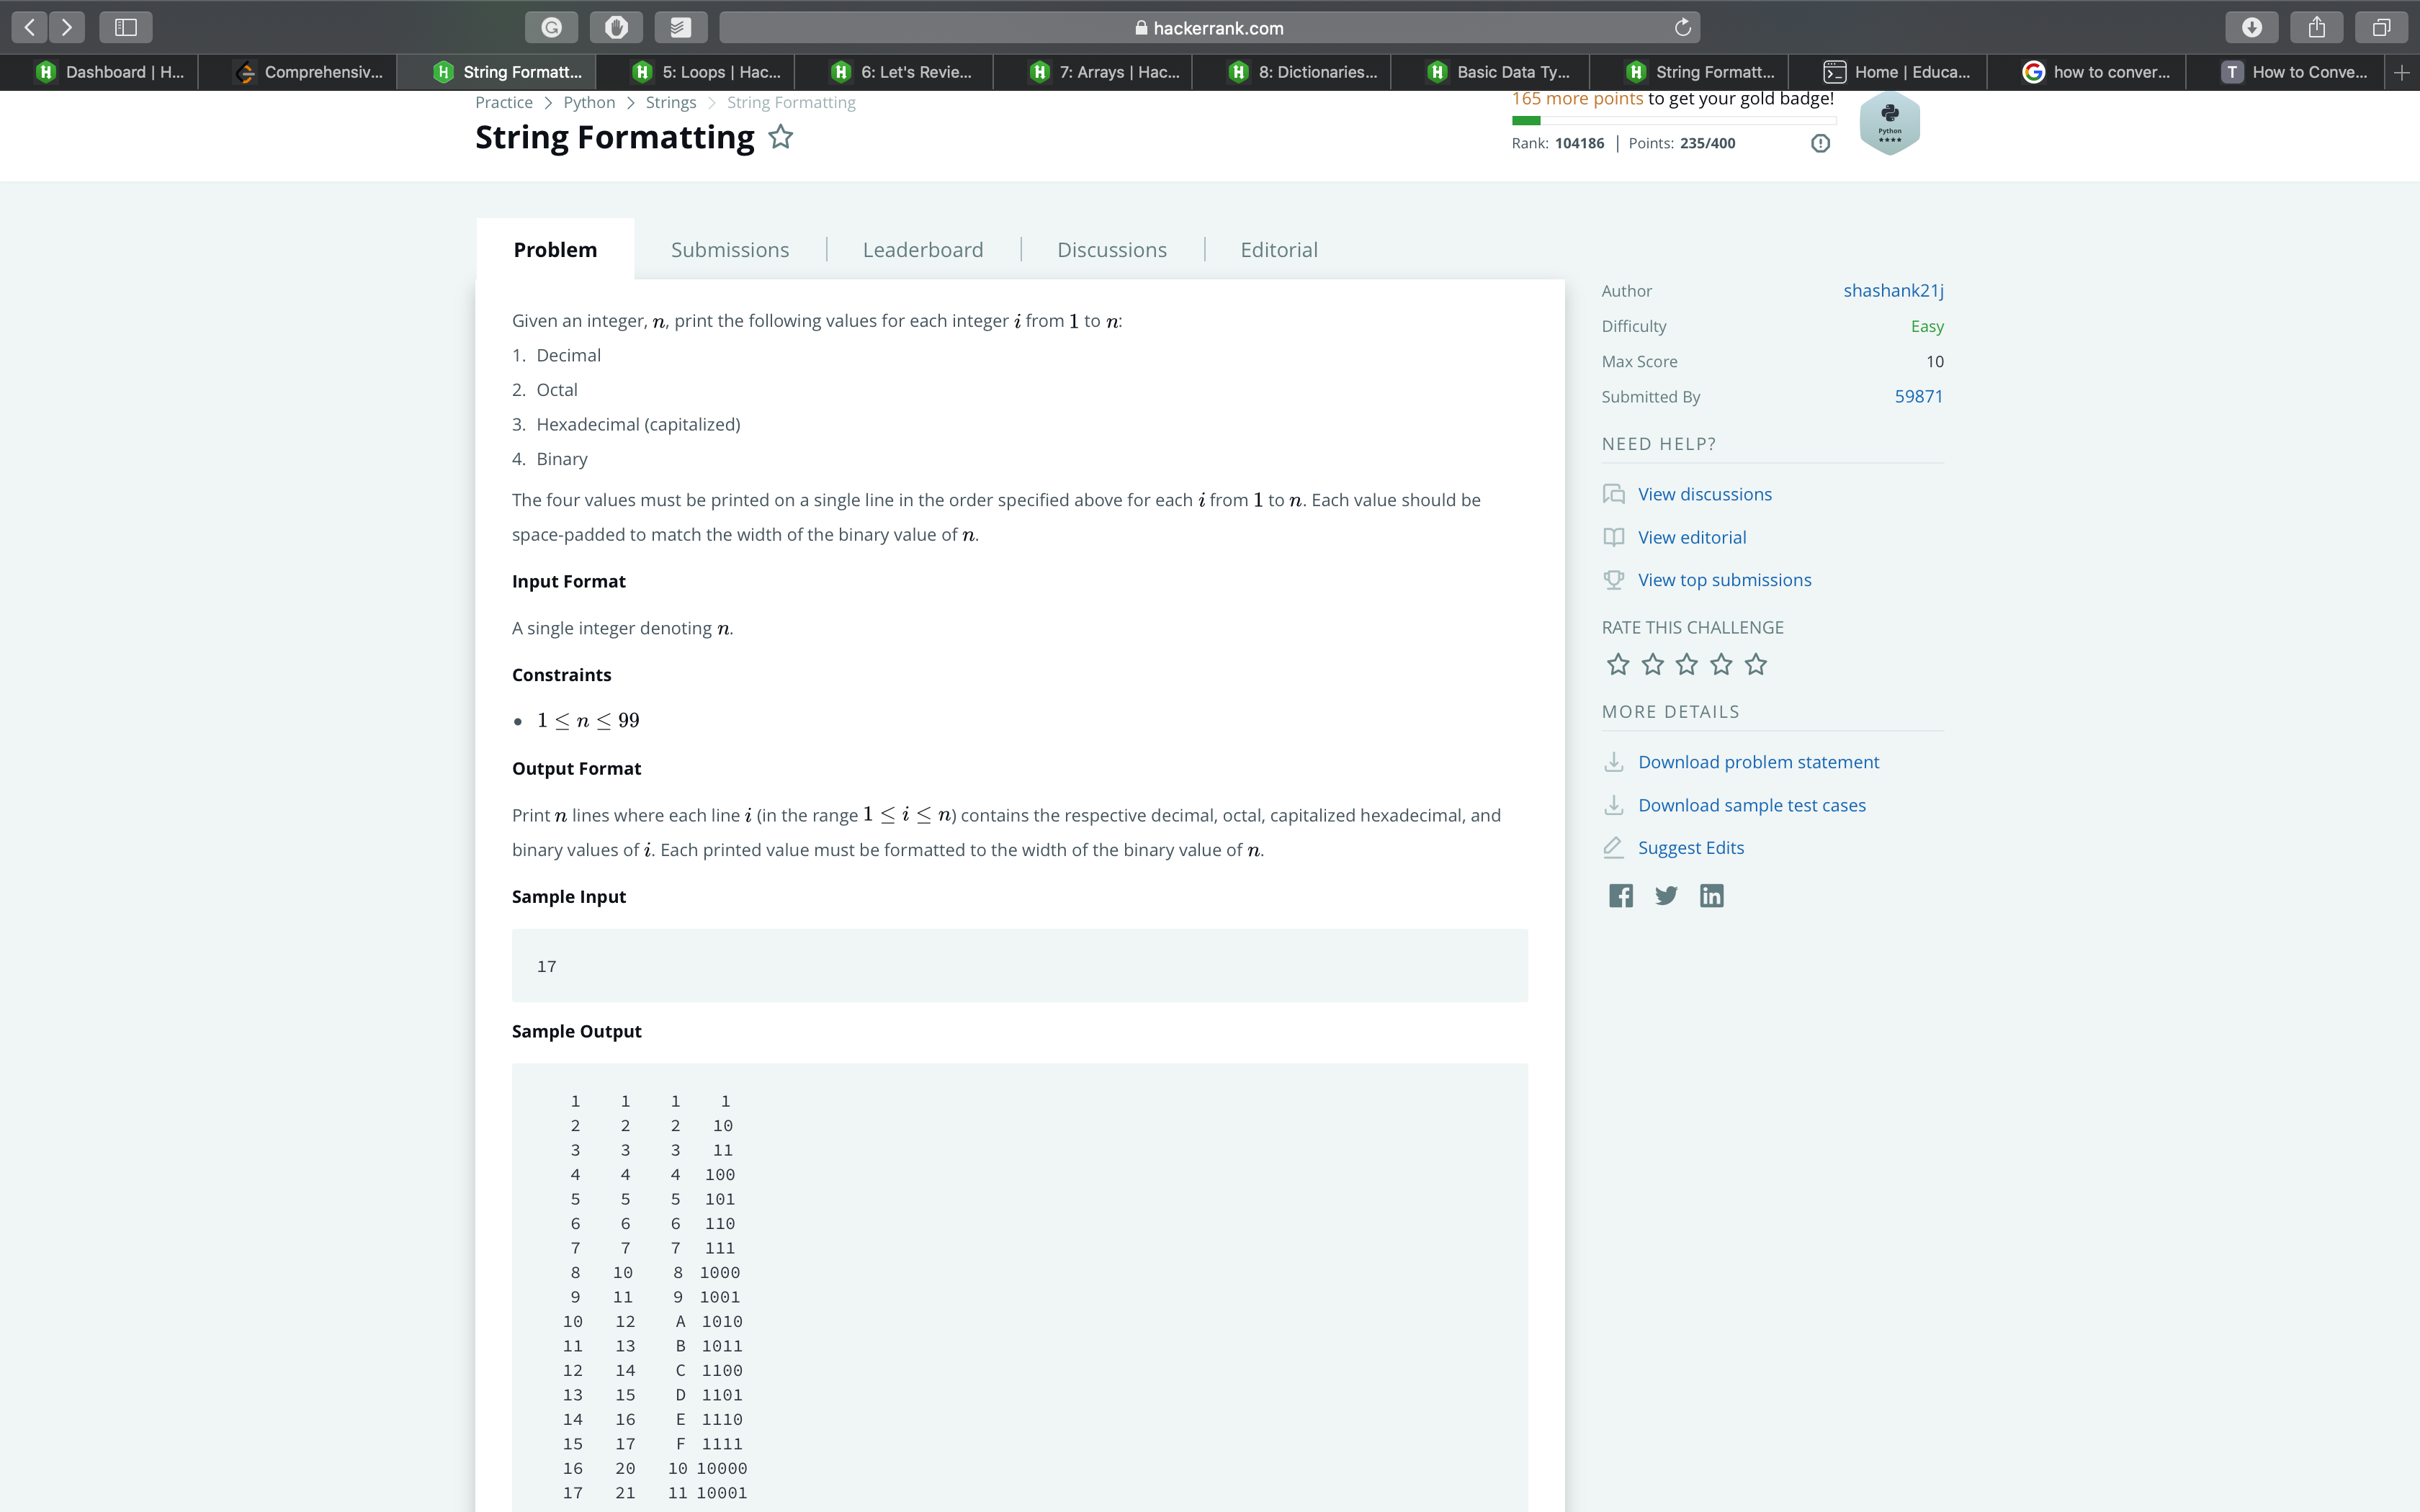 hackerrank.com
Dashboard | H... Comprehensiv... String Formatt... 5: Loops | Hac... 6: Let's Revie... 7: Arrays | Hac... 8: Dictionaries... Basic Data Ty... String Formatt... Home | Educa... how to conver... How to Conve...
Practice > Python > Strings > String Formatting
String Formatting
165 more points to get your gold badge!
Rank: 104186 | Points: 235/400
Python
Problem
Submissions
Leaderboard
Discussions
Editorial
Given an integer, n, print the following values for each integer i from 1 to n:
1. Decimal
2. Octal
3. Hexadecimal (capitalized)
4. Binary
The four values must be printed on a single line in the order specified above for each i from 1 to n. Each value should be
space-padded to match the width of the binary value of n.
Input Format
A single integer denoting n.
Constraints
• 1 ≤ n ≤ 99
Output Format
Print n lines where each line i (in the range 1 ≤ i ≤ n) contains the respective decimal, octal, capitalized hexadecimal, and
binary values of i. Each printed value must be formatted to the width of the binary value of n.
Sample Input
17
Sample Output
1 1 1 1
2 2 2 10
3 3 3 11
4 4 4 100
5 5 5 101
6 6 6 110
7 7 7 111
8 10 8 1000
9 11 9 1001
10 12 A 1010
11 13 B 1011
12 14 C 1100
13 15 D 1101
14 16 E 1110
15 17 F 1111
16 20 10 10000
17 21 11 10001
Author shashank21j
Difficulty Easy
Max Score 10
Submitted By 59871
NEED HELP?
View discussions
View editorial
View top submissions
RATE THIS CHALLENGE
MORE DETAILS
Download problem statement
Download sample test cases
Suggest Edits